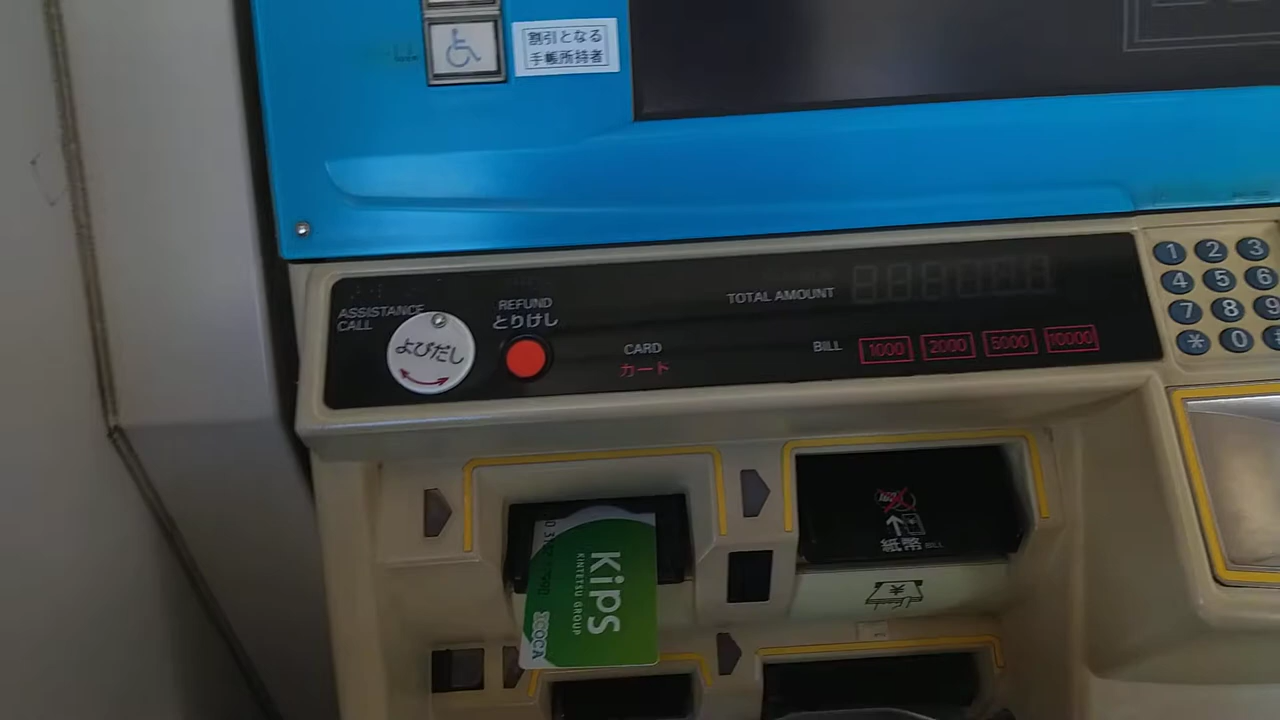 割引となる
手帳所持者
ASSISTANCE
CALL
よびだし
REFUND
とりけし
CARD
カード
TOTAL AMOUNT
BILL
1000
2000
5000
10000
1 2 3
4 5 6
7 8 9
* 0
紙幣 BILL
¥
Kips
KINTETSU GROUP
ICOCA